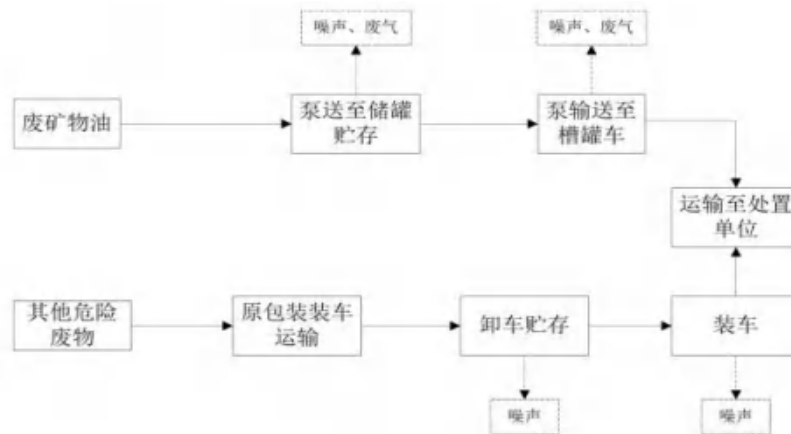 噪声、废气
噪声、废气
废矿物油
泵送至储罐
贮存
泵输送至
槽罐车
运输至处置
单位
其他危险
废物
原包装装车
运输
卸车贮存
装车
噪声
噪声